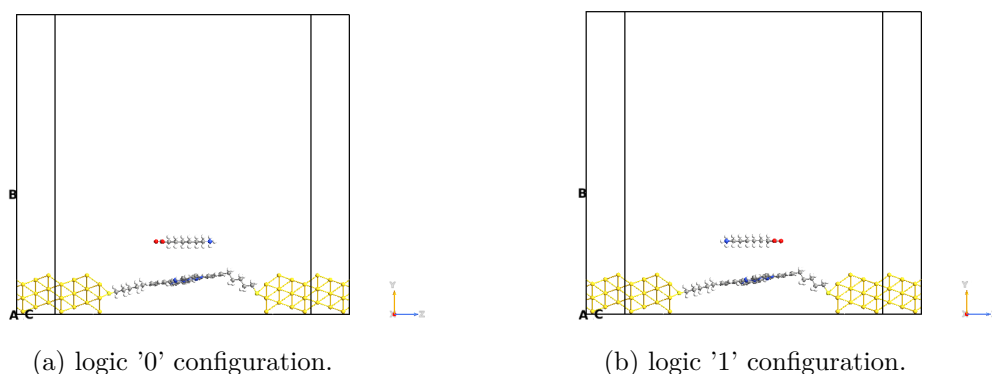 B
A C
Y
X Z
B
A C
Y
X
(a) logic '0' configuration.
(b) logic '1' configuration.